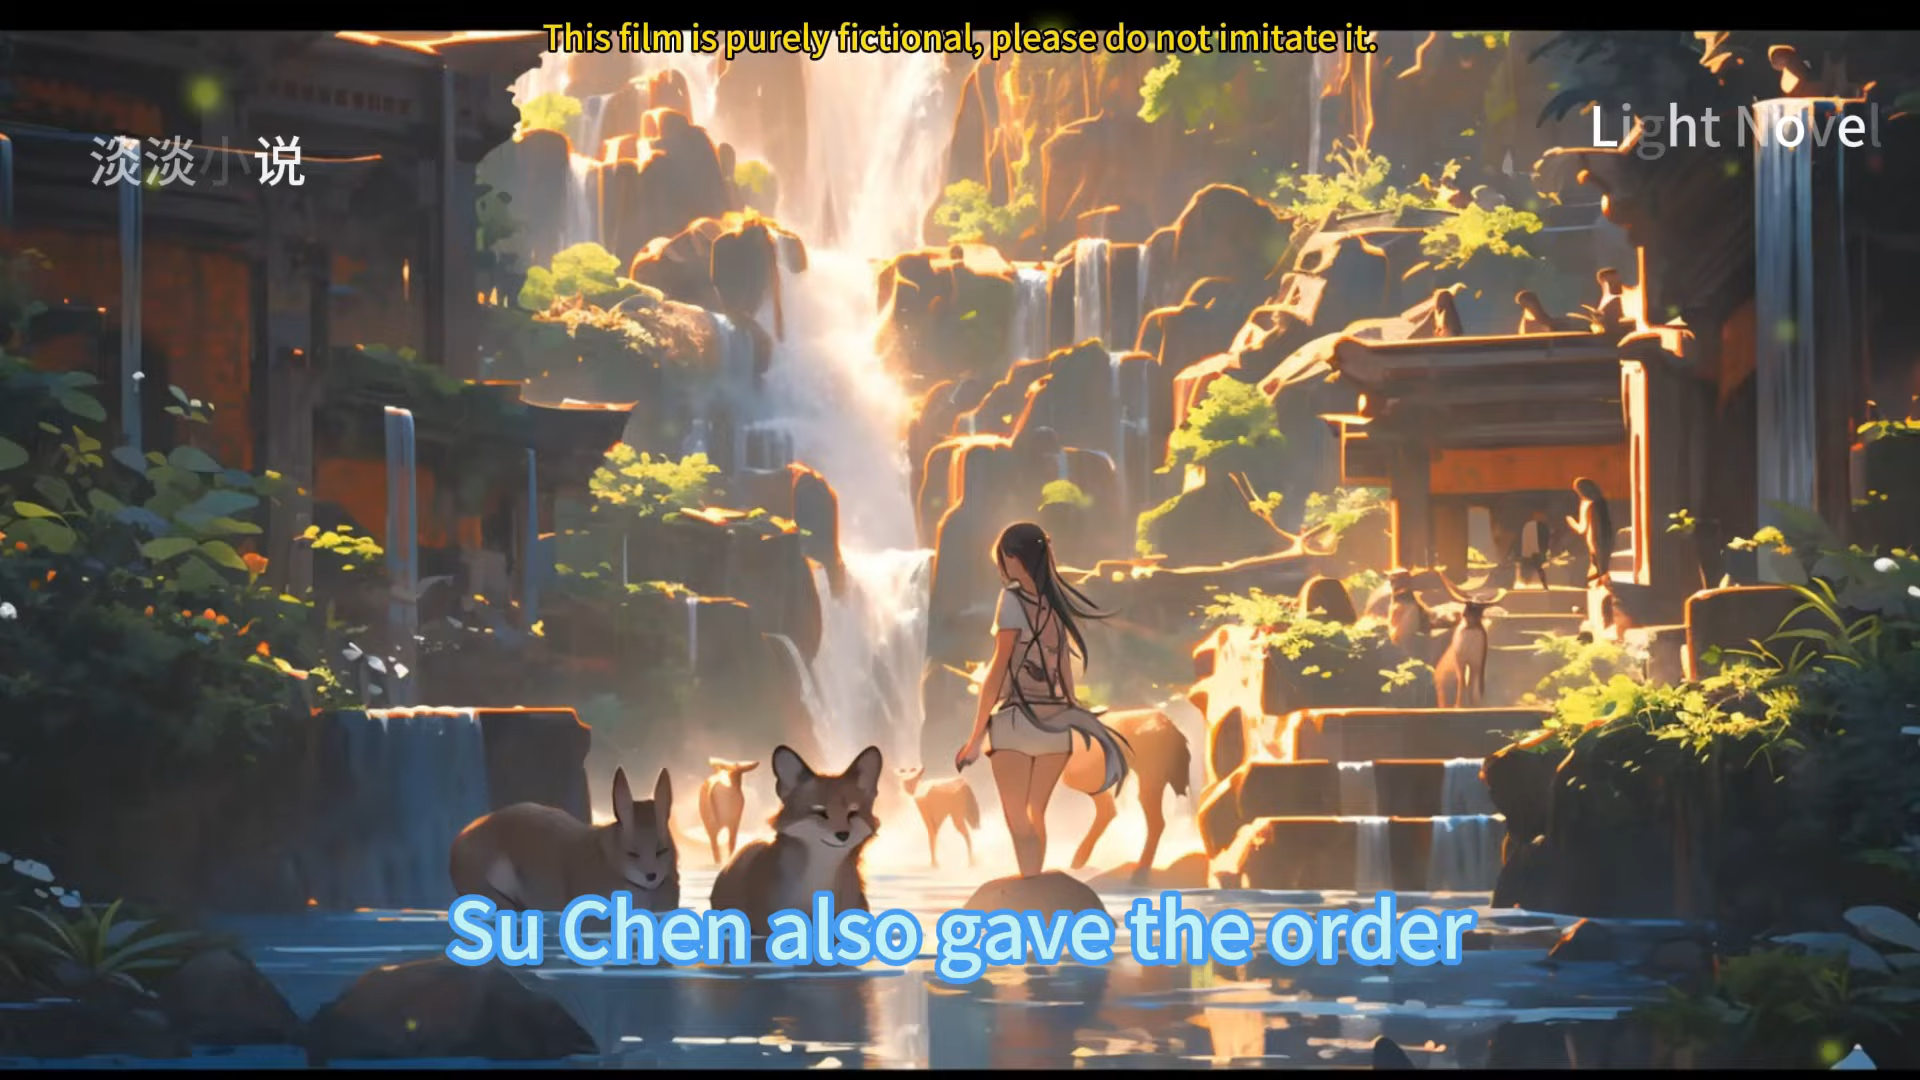 This film is purely fictional, please do not imitate it.
Light Novel
淡淡小说
Su Chen also gave the order